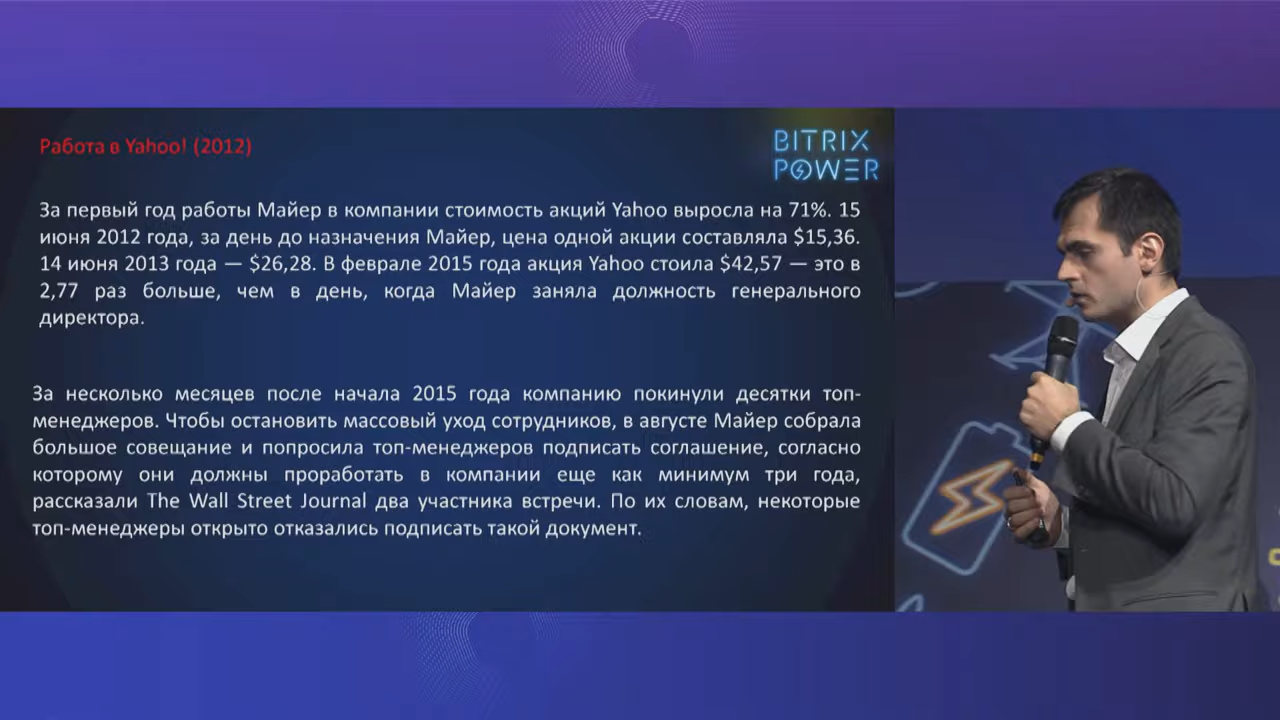 Работа в Yahoo! (2012)
BITRIX
POWER
За первый год работы Майер в компании стоимость акций Yahoo выросла на 71%. 15
июня 2012 года, за день до назначения Майер, цена одной акции составляла $15,36.
14 июня 2013 года — $26,28. В феврале 2015 года акция Yahoo стоила $42,57 — это в
2,77 раз больше, чем в день, когда Майер заняла должность генерального
директора.
За несколько месяцев после начала 2015 года компанию покинули десятки топ-
менеджеров. Чтобы остановить массовый уход сотрудников, в августе Майер собрала
большое совещание и попросила топ-менеджеров подписать соглашение, согласно
которому они должны проработать в компании еще как минимум три года,
рассказали The Wall Street Journal два участника встречи. По их словам, некоторые
топ-менеджеры открыто отказались подписать такой документ.